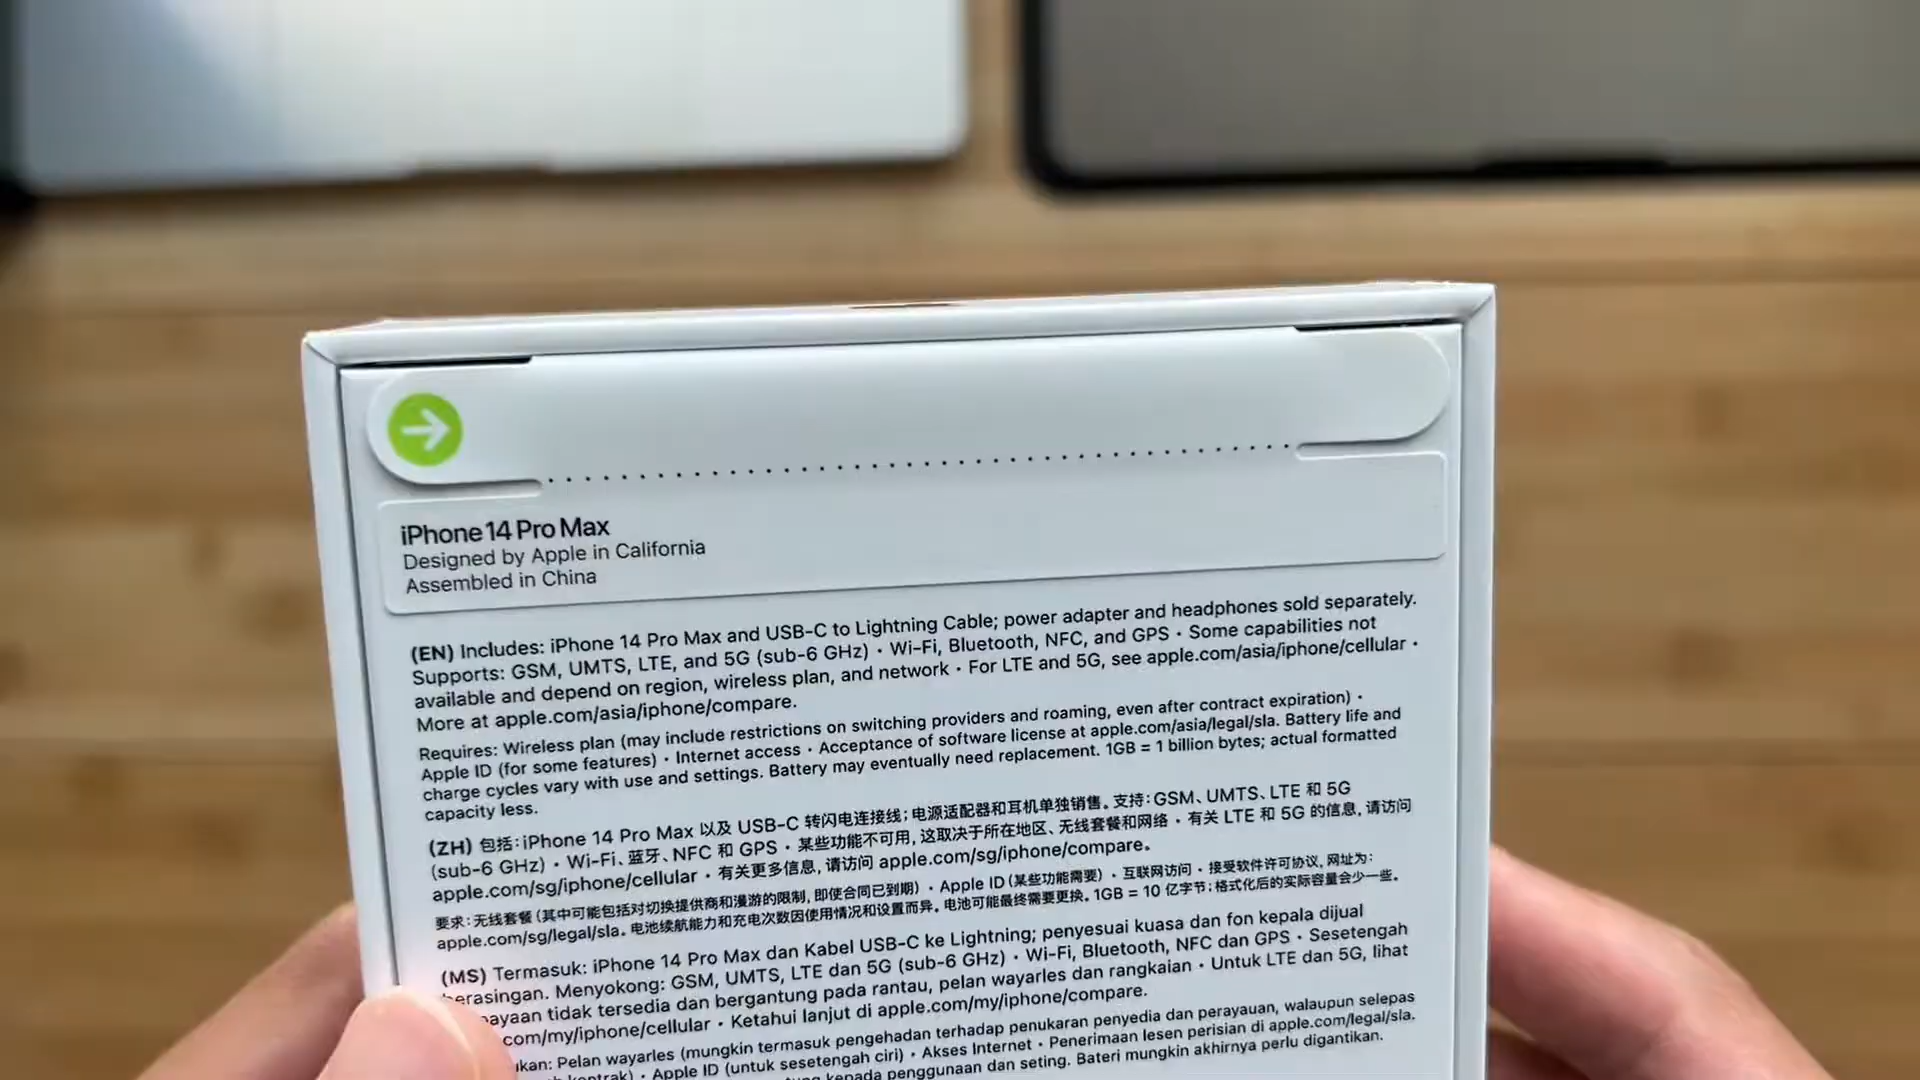 iPhone 14 Pro Max
Designed by Apple in California
Assembled in China
(EN) Includes: iPhone 14 Pro Max and USB-C to Lightning Cable; power adapter and headphones sold separately.
Supports: GSM, UMTS, LTE, and 5G (sub-6 GHz) · Wi-Fi, Bluetooth, NFC, and GPS · Some capabilities not
available and depend on region, wireless plan, and network · For LTE and 5G, see apple.com/asia/iphone/cellular ·
More at apple.com/asia/iphone/compare.
Requires: Wireless plan (may include restrictions on switching providers and roaming, even after contract expiration) ·
Apple ID (for some features) · Internet access · Acceptance of software license at apple.com/asia/legal/sla. Battery life and
charge cycles vary with use and settings. Battery may eventually need replacement. 1GB = 1 billion bytes; actual formatted
capacity less.
(ZH) 包括：iPhone 14 Pro Max 以及 USB-C 转闪电连接线；电源适配器和耳机单独销售。支持：GSM、UMTS、LTE 和 5G
(sub-6 GHz) · Wi-Fi、蓝牙、NFC 和 GPS · 某些功能不可用，这取决于所在地区、无线套餐和网络 · 有关 LTE 和 5G 的信息，请访问
apple.com/sg/iphone/cellular · 有关更多信息，请访问 apple.com/sg/iphone/compare。
要求：无线套餐（其中可能包括对切换提供商和漫游的限制，即使合同已到期） · Apple ID（某些功能需要） · 互联网访问 · 接受软件许可协议，网址为：
apple.com/sg/legal/sla。电池续航能力和充电次数因使用情况和设置而异。电池可能最终需要更换。1GB = 10 亿字节；格式化后的实际容量会少一些。
(MS) Termasuk: iPhone 14 Pro Max dan Kabel USB-C ke Lightning; penyesuai kuasa dan fon kepala dijual
berasingan. Menyokong: GSM, UMTS, LTE dan 5G (sub-6 GHz) · Wi-Fi, Bluetooth, NFC dan GPS · Sesetengah
ayaan tidak tersedia dan bergantung pada rantau, pelan wayarles dan rangkaian · Untuk LTE dan 5G, lihat
com/my/iphone/cellular · Ketahui lanjut di apple.com/my/iphone/compare.
ukan: Pelan wayarles (mungkin termasuk pengehadan terhadap penukaran penyedia dan perayauan, walaupun selepas
kontrak) · Apple ID (untuk sesetengah ciri) · Akses Internet · Penerimaan lesen perisian di apple.com/legal/sla.
kepada penggunaan dan seting. Bateri mungkin akhirnya perlu digantikan.